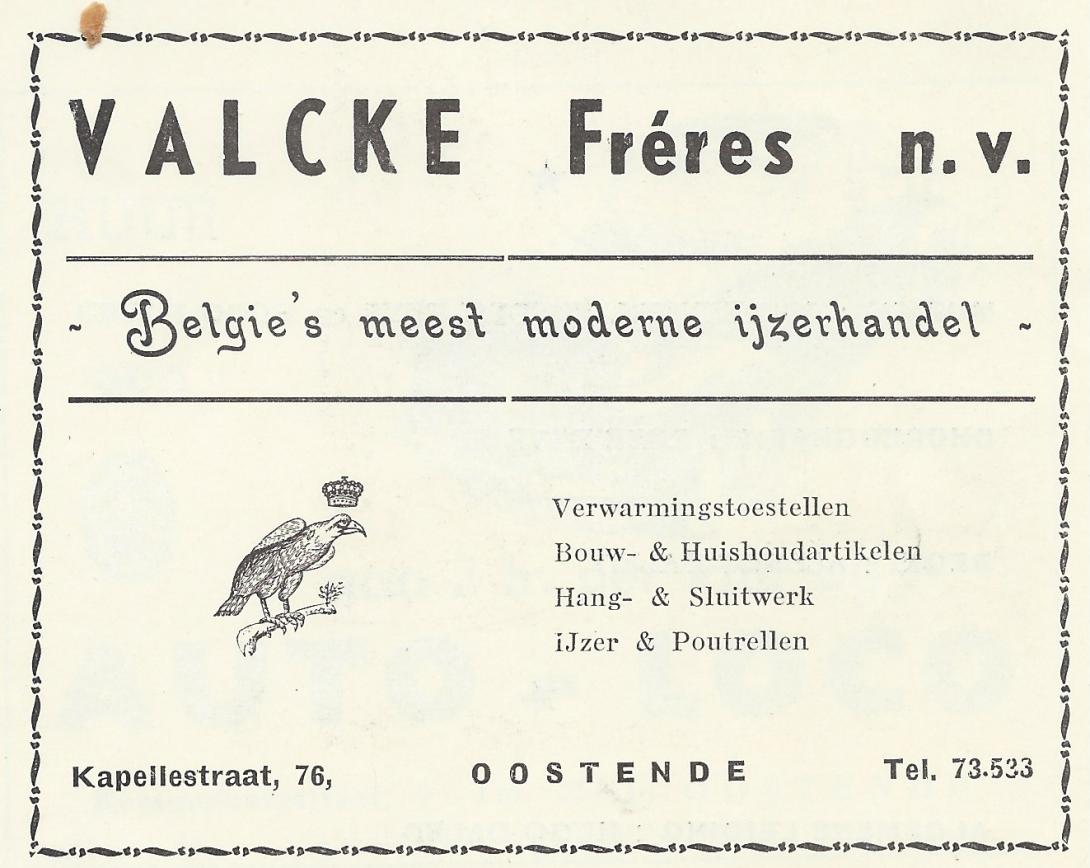 VALCKE Fréres n.v.
- Belgie's meest moderne ijzerhandel -
Verwarmingstoestellen
Bouw- & Huishoudartikelen
Hang- & Sluitwerk
iJzer & Poutrellen
Kapellestraat, 76, OOSTENDE Tel. 73.533